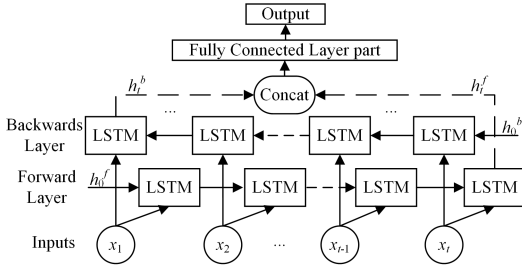 Output
Fully Connected Layer part
h_t^b
Concat
h_t^f
...
...
Backwards Layer
LSTM
LSTM
LSTM
LSTM
h_0^b
Forward Layer
h_0^f
LSTM
LSTM
LSTM
LSTM
Inputs
x_1
x_2
...
x_{t-1}
x_t